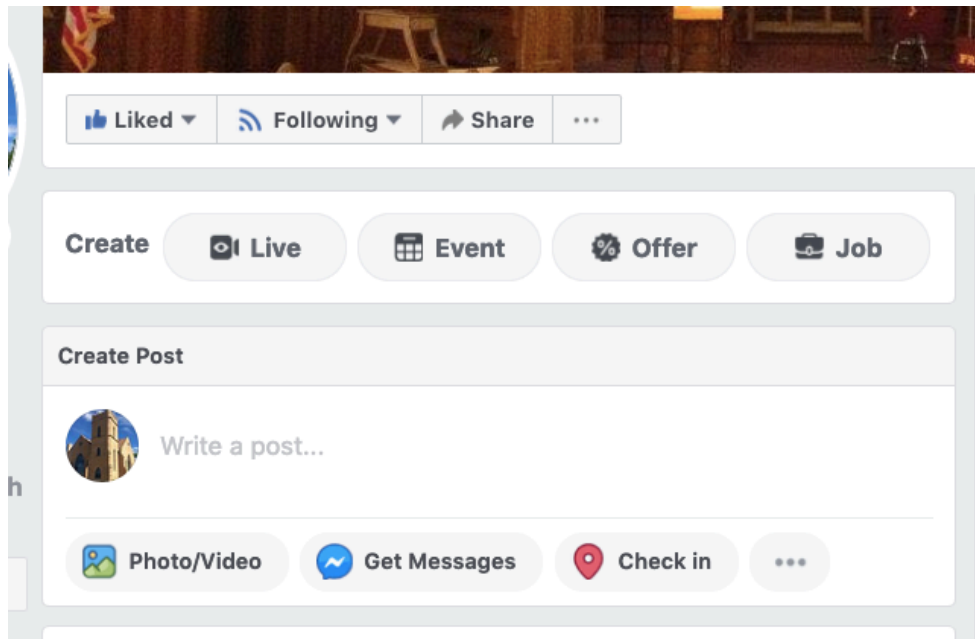 Liked Following Share
Create Live Event Offer Job
Create Post
Write a post...
h
Photo/Video Get Messages Check in